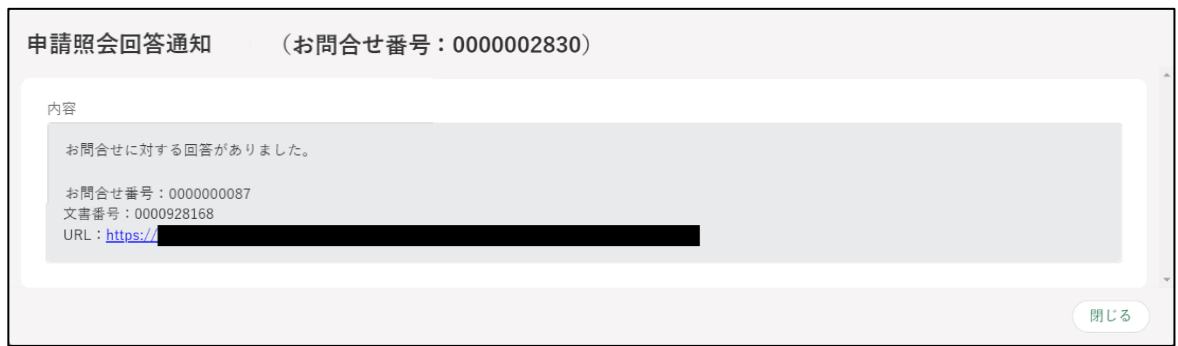 申請照会回答通知　　（お問合せ番号：0000002830）
内容
お問合せに対する回答がありました。
お問合せ番号：0000000087
文書番号：0000928168
URL：https://
閉じる